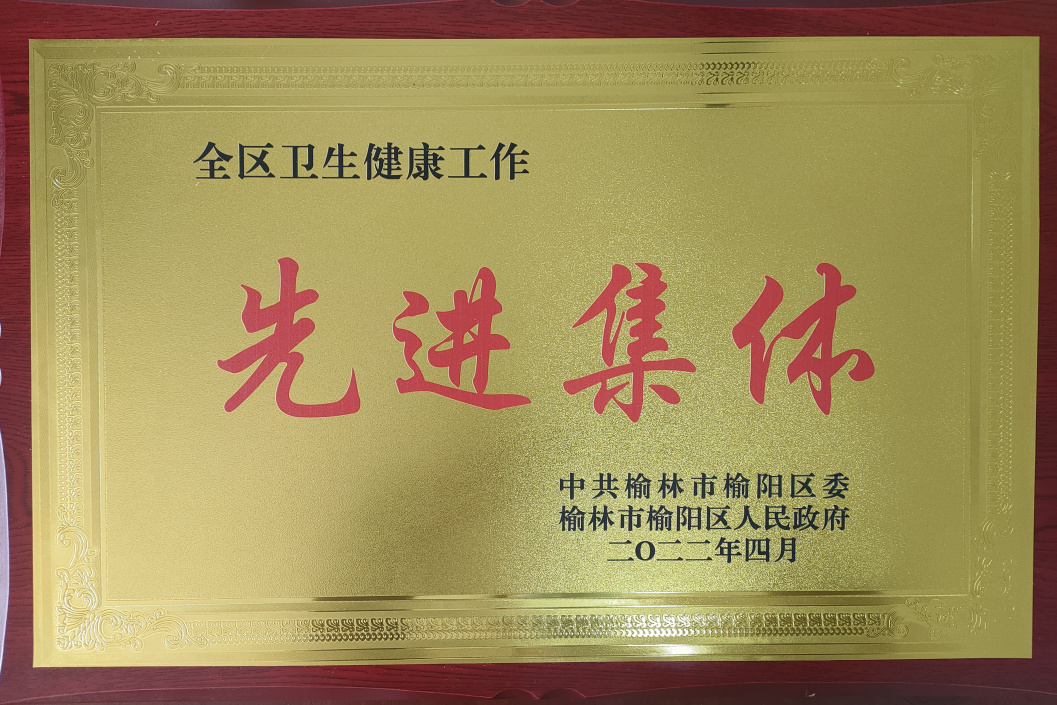 全区卫生健康工作
先进集体
中共榆林市榆阳区委
榆林市榆阳区人民政府
二O二二年四月